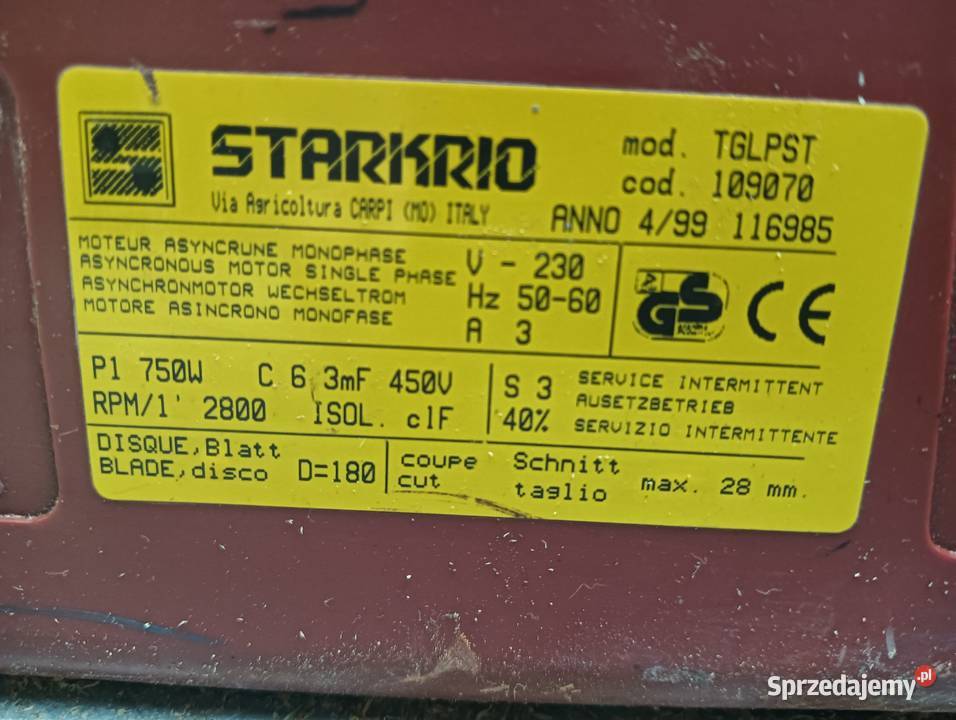 STARKRIO
Via Agricoltura CARPI (MO) ITALY
mod. TGLPST
cod. 109070
ANNO 4/99 116985
MOTEUR ASYNCRUNE MONOPHASE
ASYNCRONOUS MOTOR SINGLE PHASE
ASYNCHRONMOTOR WECHSELTROM
MOTORE ASINCRONO MONOFASE
V - 230
Hz 50-60
A 3
GS
CE
P1 750W C 6 3mF 450V
RPM/1' 2800 ISOL. clF
S 3
40%
SERVICE INTERMITTENT
AUSETZBETRIEB
SERVIZIO INTERMITTENTE
DISQUE, Blatt
BLADE, disco D=180
coupe Schnitt
cut taglio
max. 28 mm.
Sprzedajemy.pl